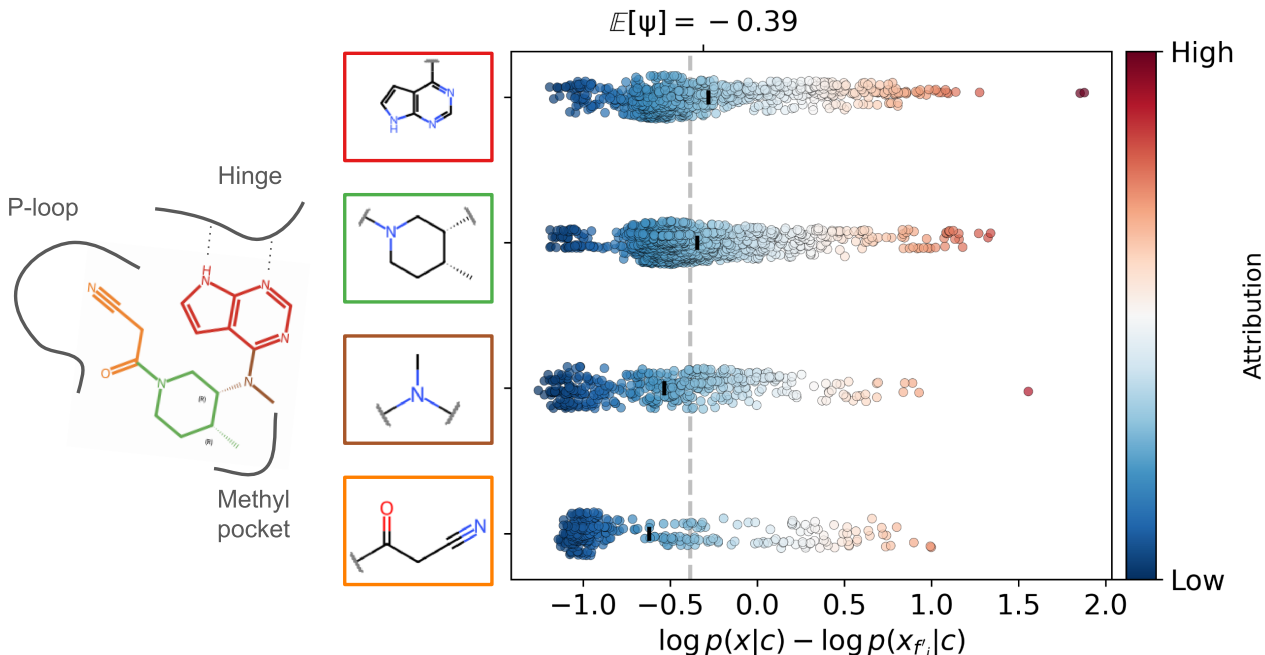 𝔼[ψ] = − 0.39
Hinge
P-loop
H
N
N
N
N
O
N
N
(R)
(R)
Methyl
pocket
N
N
H
N
N
N
O
N
High
Low
Attribution
−1.0
−0.5
0.0
0.5
1.0
1.5
2.0
log p(x|c) − log p(x_{f'_i}|c)